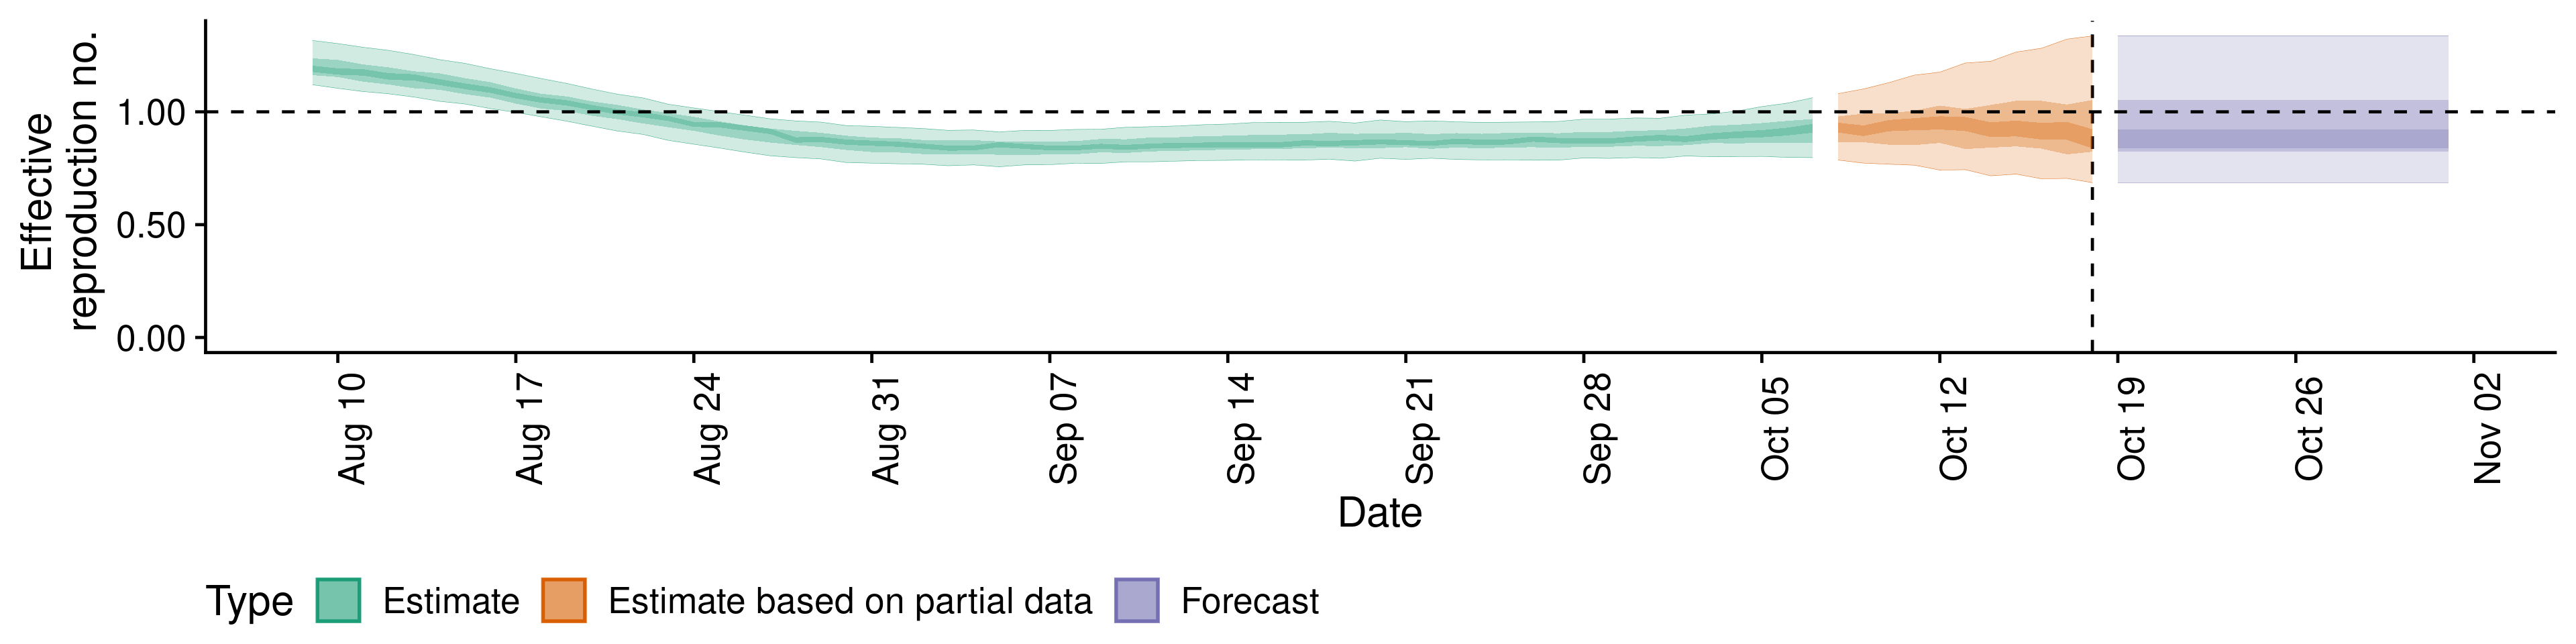 Effective
reproduction no.
1.00
0.50
0.00
Aug 10
Aug 17
Aug 24
Aug 31
Sep 07
Sep 14
Sep 21
Sep 28
Oct 05
Oct 12
Oct 19
Oct 26
Nov 02
Date
Type Estimate Estimate based on partial data Forecast